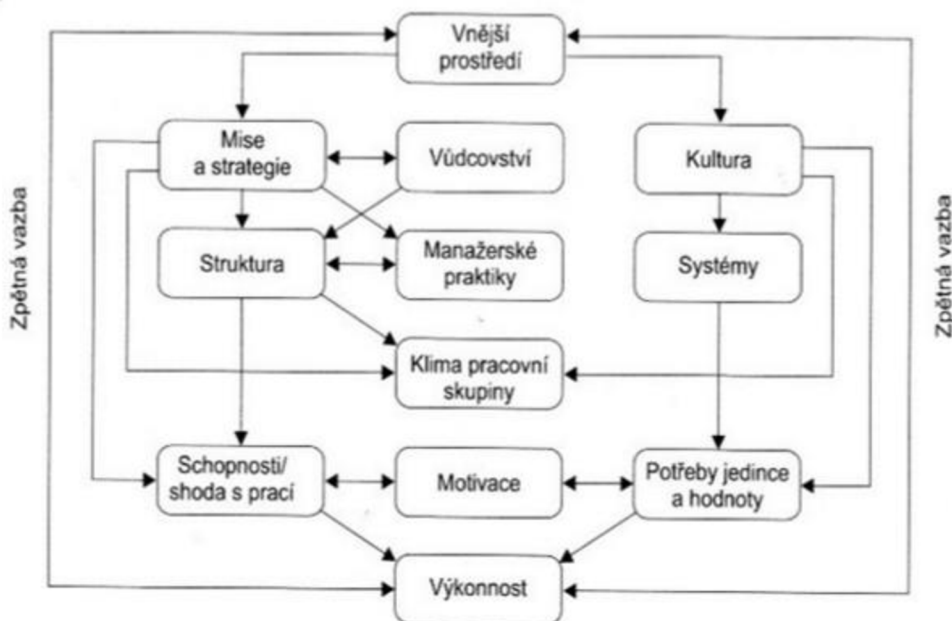 Vnější
prostředí
Mise
a strategie
Vůdcovství
Kultura
Struktura
Manažerské
praktiky
Systémy
Klima pracovní
skupiny
Schopnosti/
shoda s prací
Motivace
Potřeby jedince
a hodnoty
Výkonnost
Zpětná vazba
Zpětná vazba